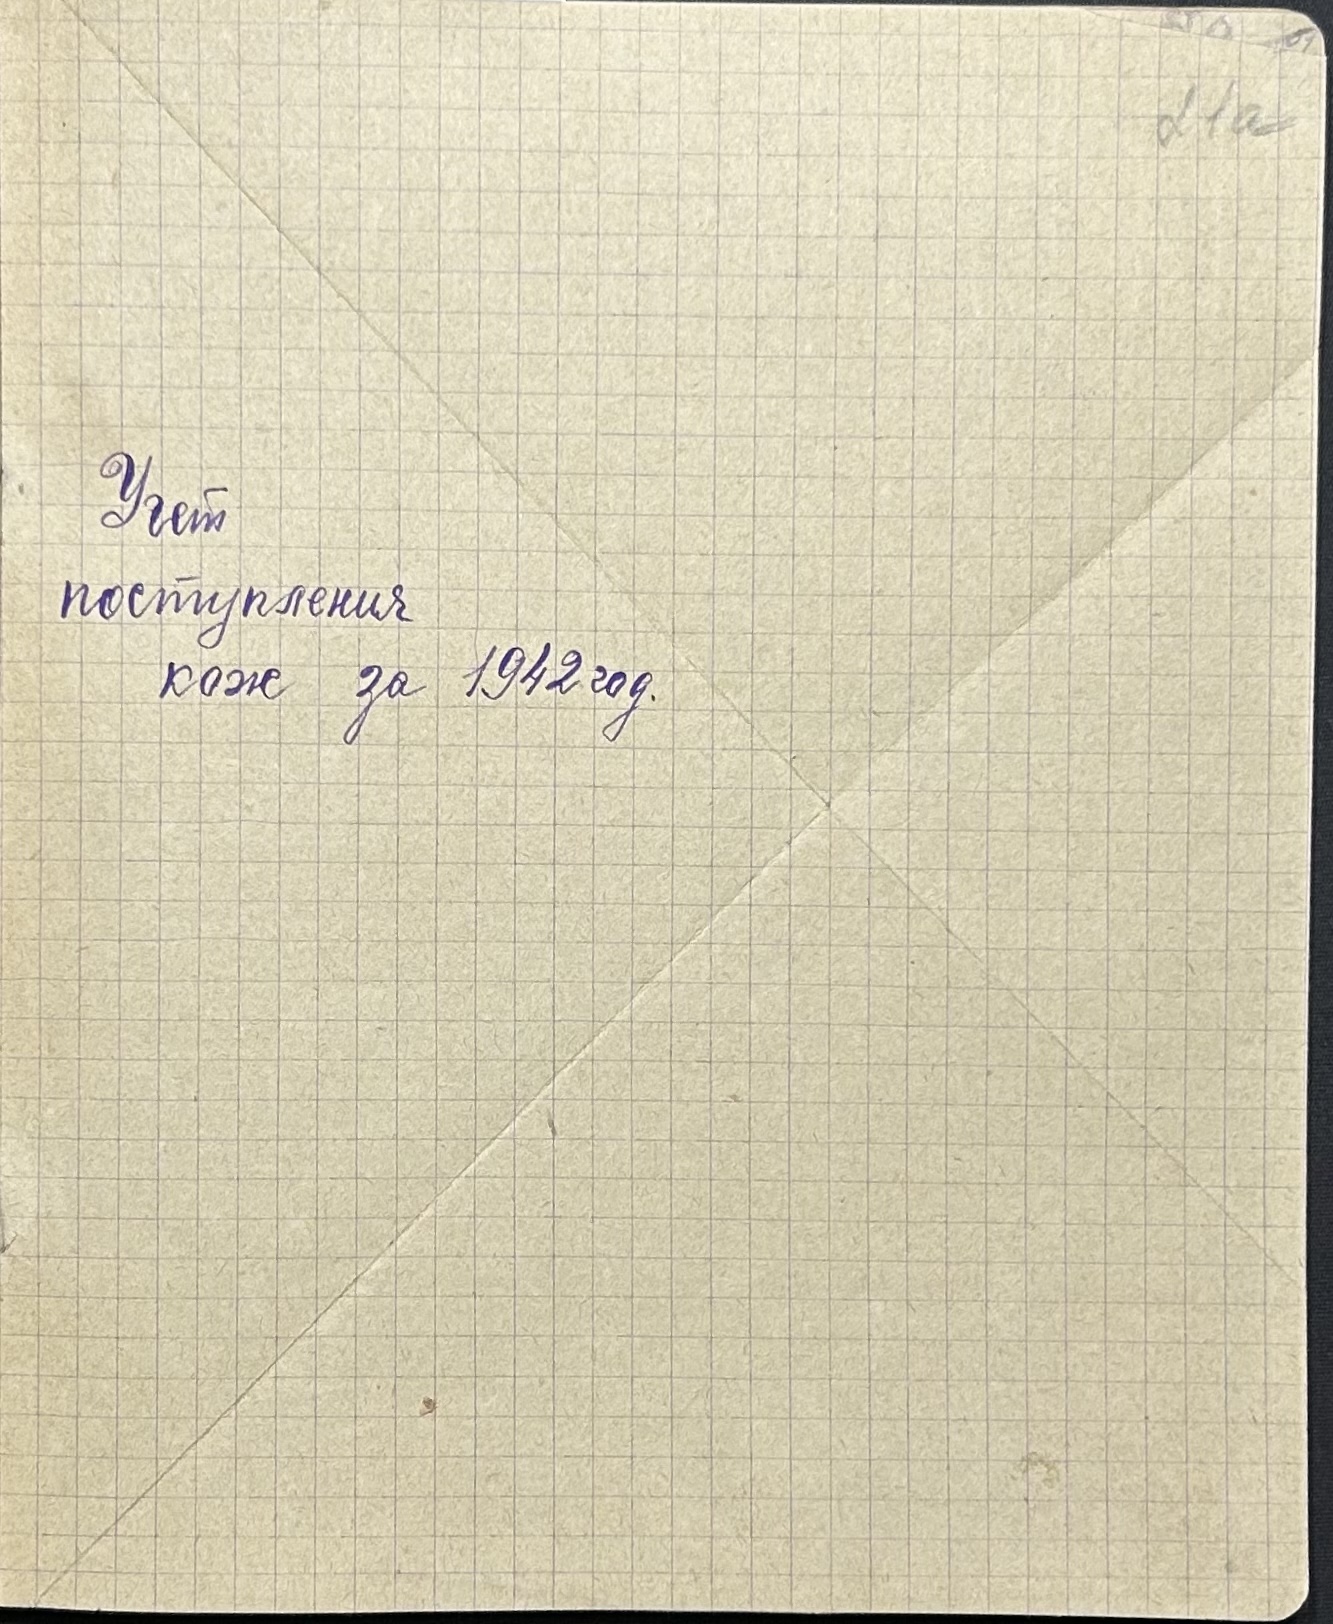 Учет
поступления
кож за 1942 год.